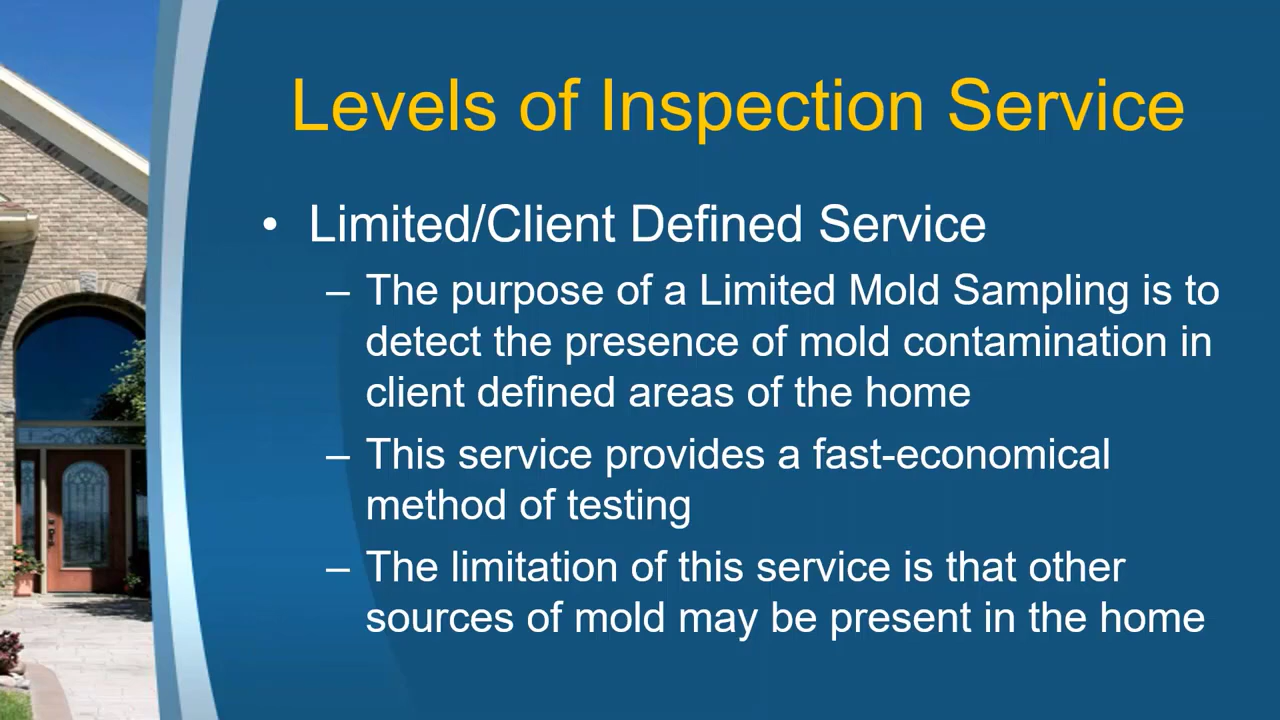 Levels of Inspection Service
• Limited/Client Defined Service
– The purpose of a Limited Mold Sampling is to
detect the presence of mold contamination in
client defined areas of the home
– This service provides a fast-economical
method of testing
– The limitation of this service is that other
sources of mold may be present in the home